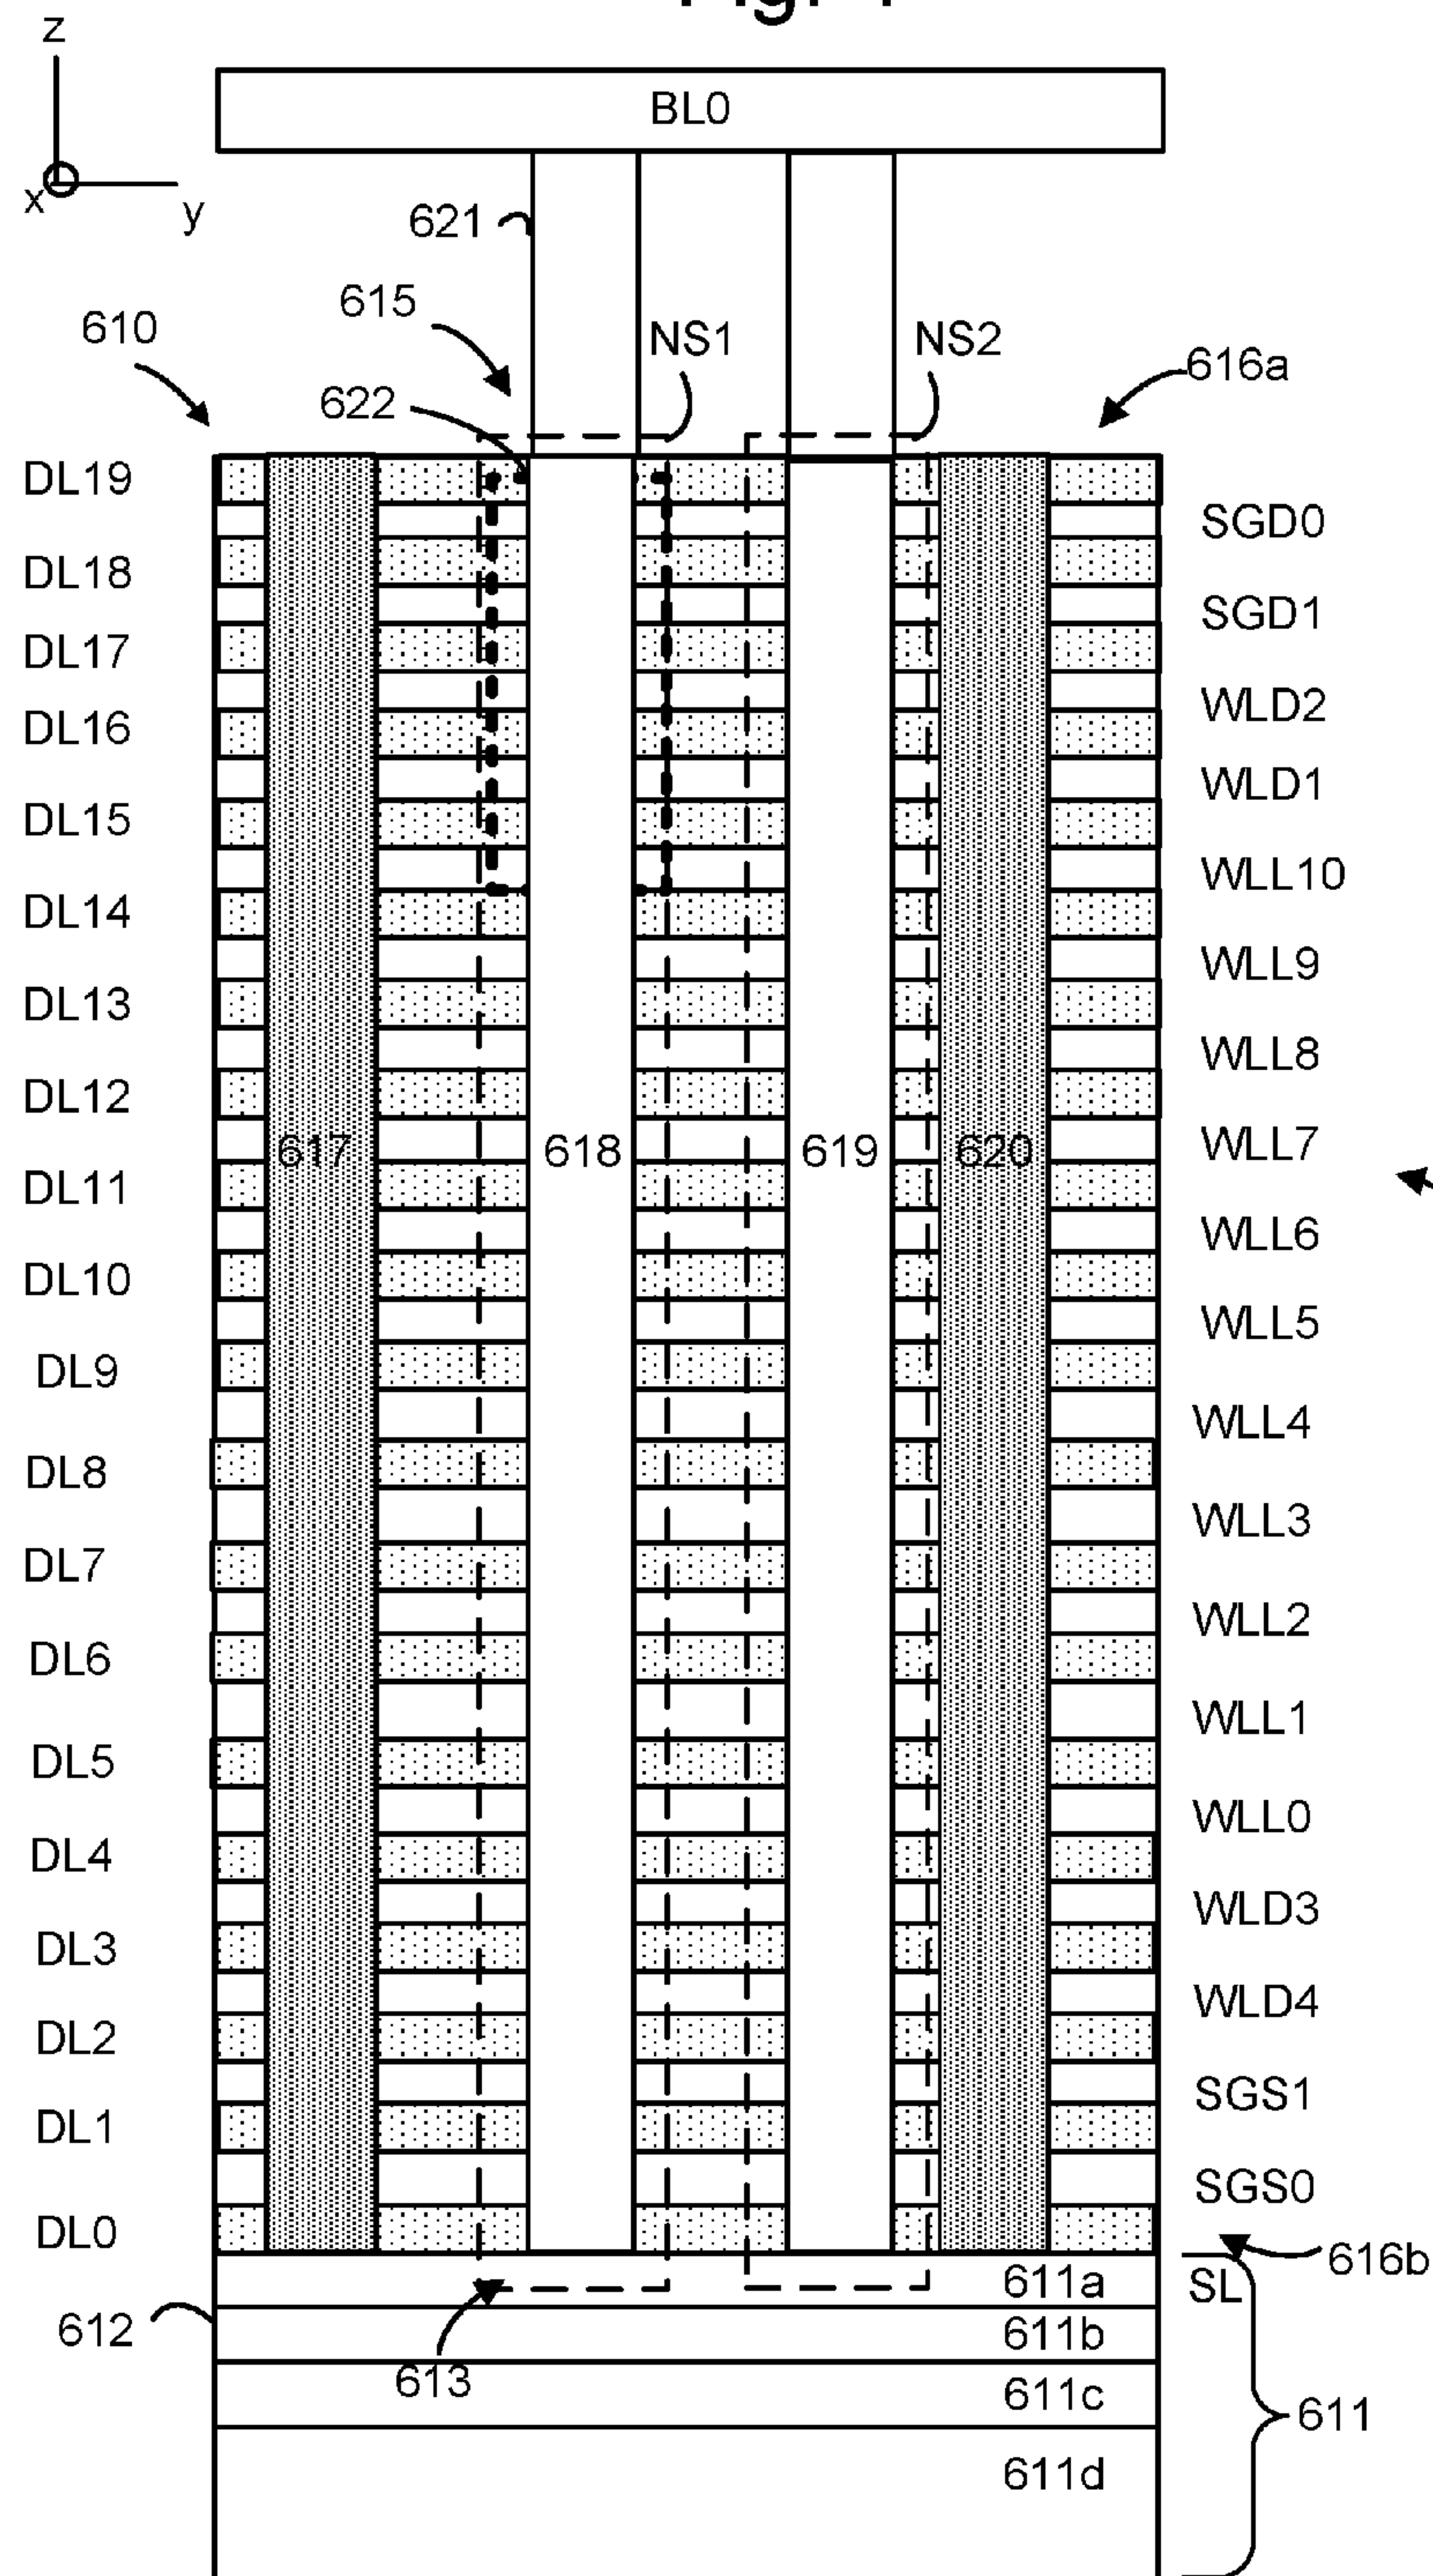 z
BL0
x
y
621
615
610
NS1
NS2
616a
622
DL19
SGD0
DL18
SGD1
DL17
WLD2
DL16
WLD1
DL15
WLL10
DL14
WLL9
DL13
WLL8
DL12
WLL7
617 618 619 620
DL11
WLL6
DL10
WLL5
DL9
WLL4
DL8
WLL3
DL7
WLL2
DL6
WLL1
DL5
WLL0
DL4
WLD3
DL3
WLD4
DL2
SGS1
DL1
SGS0
DL0
616b
611a
SL
612
611b
613
611c
611
611d